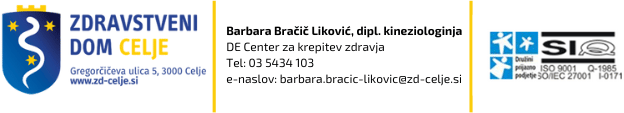 ZDRAVSTVENI
DOM CELJE
Gregorčičeva ulica 5, 3000 Celje
www.zd-celje.si
Barbara Bračič Liković, dipl. kineziologinja
DE Center za krepitev zdravja
Tel: 03 5434 103
e-naslov: barbara.bracic-likovic@zd-celje.si
Družini
prijazno
podjetje
SIQ
ISO 9001 Q-1985
ISO/IEC 27001 I-0171